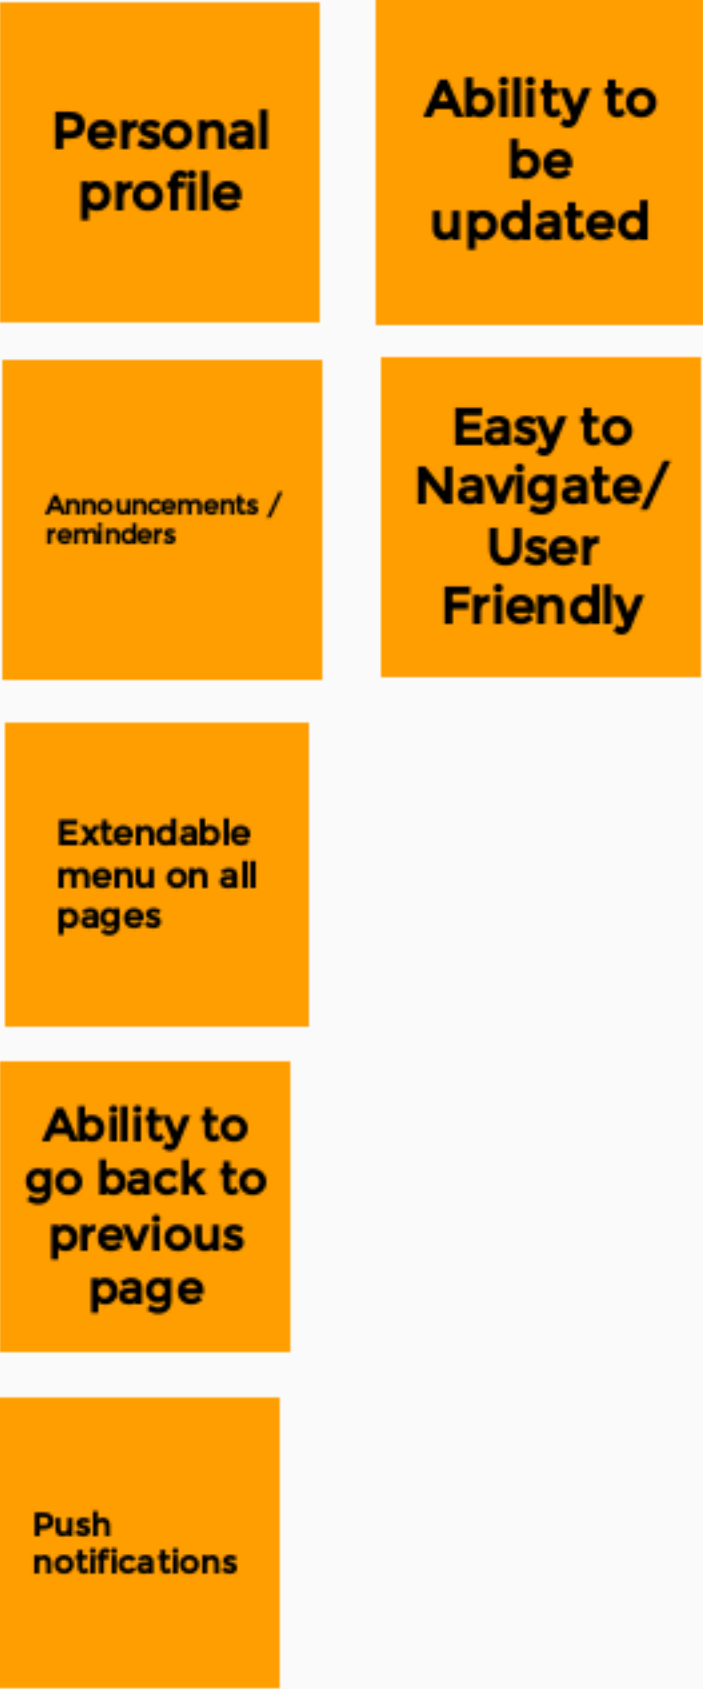 Personal
profile
Ability to
be
updated
Announcements /
reminders
Easy to
Navigate/
User
Friendly
Extendable
menu on all
pages
Ability to
go back to
previous
page
Push
notifications